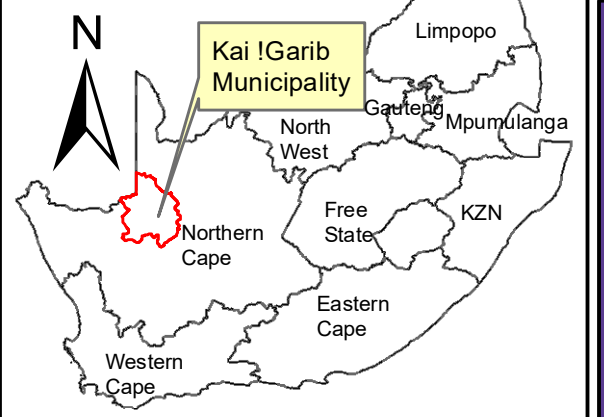 N
Kai !Garib
Municipality
Limpopo
Gauteng
Mpumulanga
North
West
Free
State
KZN
Northern
Cape
Eastern
Cape
Western
Cape